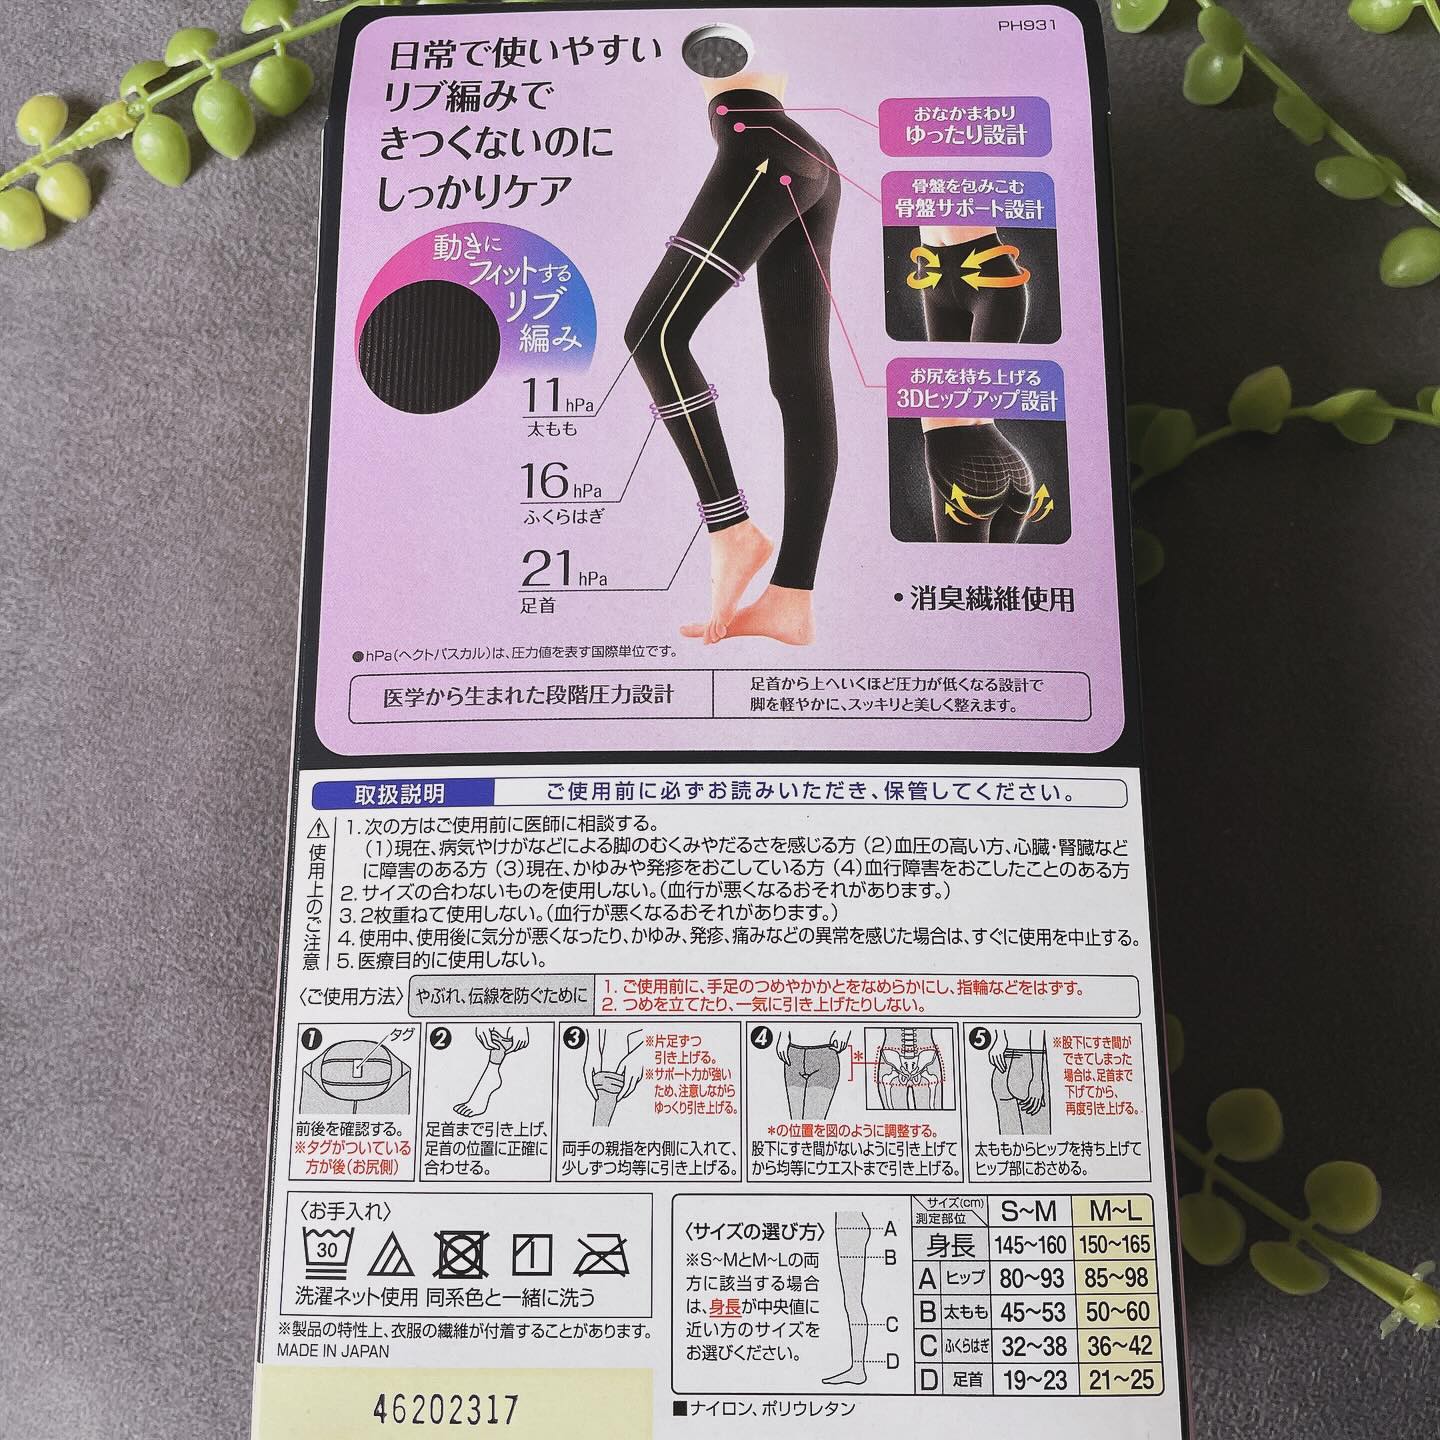 PH931
日常で使いやすい
リブ編みで
きつくないのに
しっかりケア
動きに
フィットする
リブ
編み
11hPa
太もも
16hPa
ふくらはぎ
21hPa
足首
おなかまわり
ゆったり設計
骨盤を包みこむ
骨盤サポート設計
お尻を持ち上げる
3Dヒップアップ設計
・消臭繊維使用
●hPa(ヘクトパスカル)は、圧力値を表す国際単位です。
医学から生まれた段階圧力設計
足首から上へいくほど圧力が低くなる設計で
脚を軽やかに、スッキリと美しく整えます。
取扱説明
ご使用前に必ずお読みいただき、保管してください。
⚠使用上のご注意
1.次の方はご使用前に医師に相談する。
(1)現在、病気やけがなどによる脚のむくみやだるさを感じる方 (2)血圧の高い方、心臓・腎臓など
に障害のある方 (3)現在、かゆみや発疹をおこしている方 (4)血行障害をおこしたことのある方
2.サイズの合わないものを使用しない。(血行が悪くなるおそれがあります。)
3.2枚重ねて使用しない。(血行が悪くなるおそれがあります。)
4.使用中、使用後に気分が悪くなったり、かゆみ、発疹、痛みなどの異常を感じた場合は、すぐに使用を中止する。
5.医療目的に使用しない。
〈ご使用方法〉
やぶれ、伝線を防ぐために
1. ご使用前に、手足のつめやかかとをなめらかにし、指輪などをはずす。
2. つめを立てたり、一気に引き上げたりしない。
1
タグ
前後を確認する。
※タグがついている
方が後(お尻側)
2
足首まで引き上げ、
足首の位置に正確に
合わせる。
3
※片足ずつ
引き上げる。
※サポート力が強い
ため、注意しながら
ゆっくり引き上げる。
両手の親指を内側に入れて、
少しずつ均等に引き上げる。
4
*
*の位置を図のように調整する。
股下にすき間がないように引き上げて
から均等にウエストまで引き上げる。
5
※股下にすき間が
できてしまった
場合は、足首まで
下げてから、
再度引き上げる。
太ももからヒップを持ち上げて
ヒップ部におさめる。
〈お手入れ〉
30
洗濯ネット使用 同系色と一緒に洗う
※製品の特性上、衣服の繊維が付着することがあります。
MADE IN JAPAN
46202317
〈サイズの選び方〉
※S~MとM~Lの両
方に該当する場合
は、身長が中央値に
近い方のサイズを
お選びください。
A
B
C
D
サイズ(cm)
測定部位
S~M
M~L
身長 145~160 150~165
A ヒップ 80~93 85~98
B 太もも 45~53 50~60
C ふくらはぎ 32~38 36~42
D 足首 19~23 21~25
■ナイロン、ポリウレタン